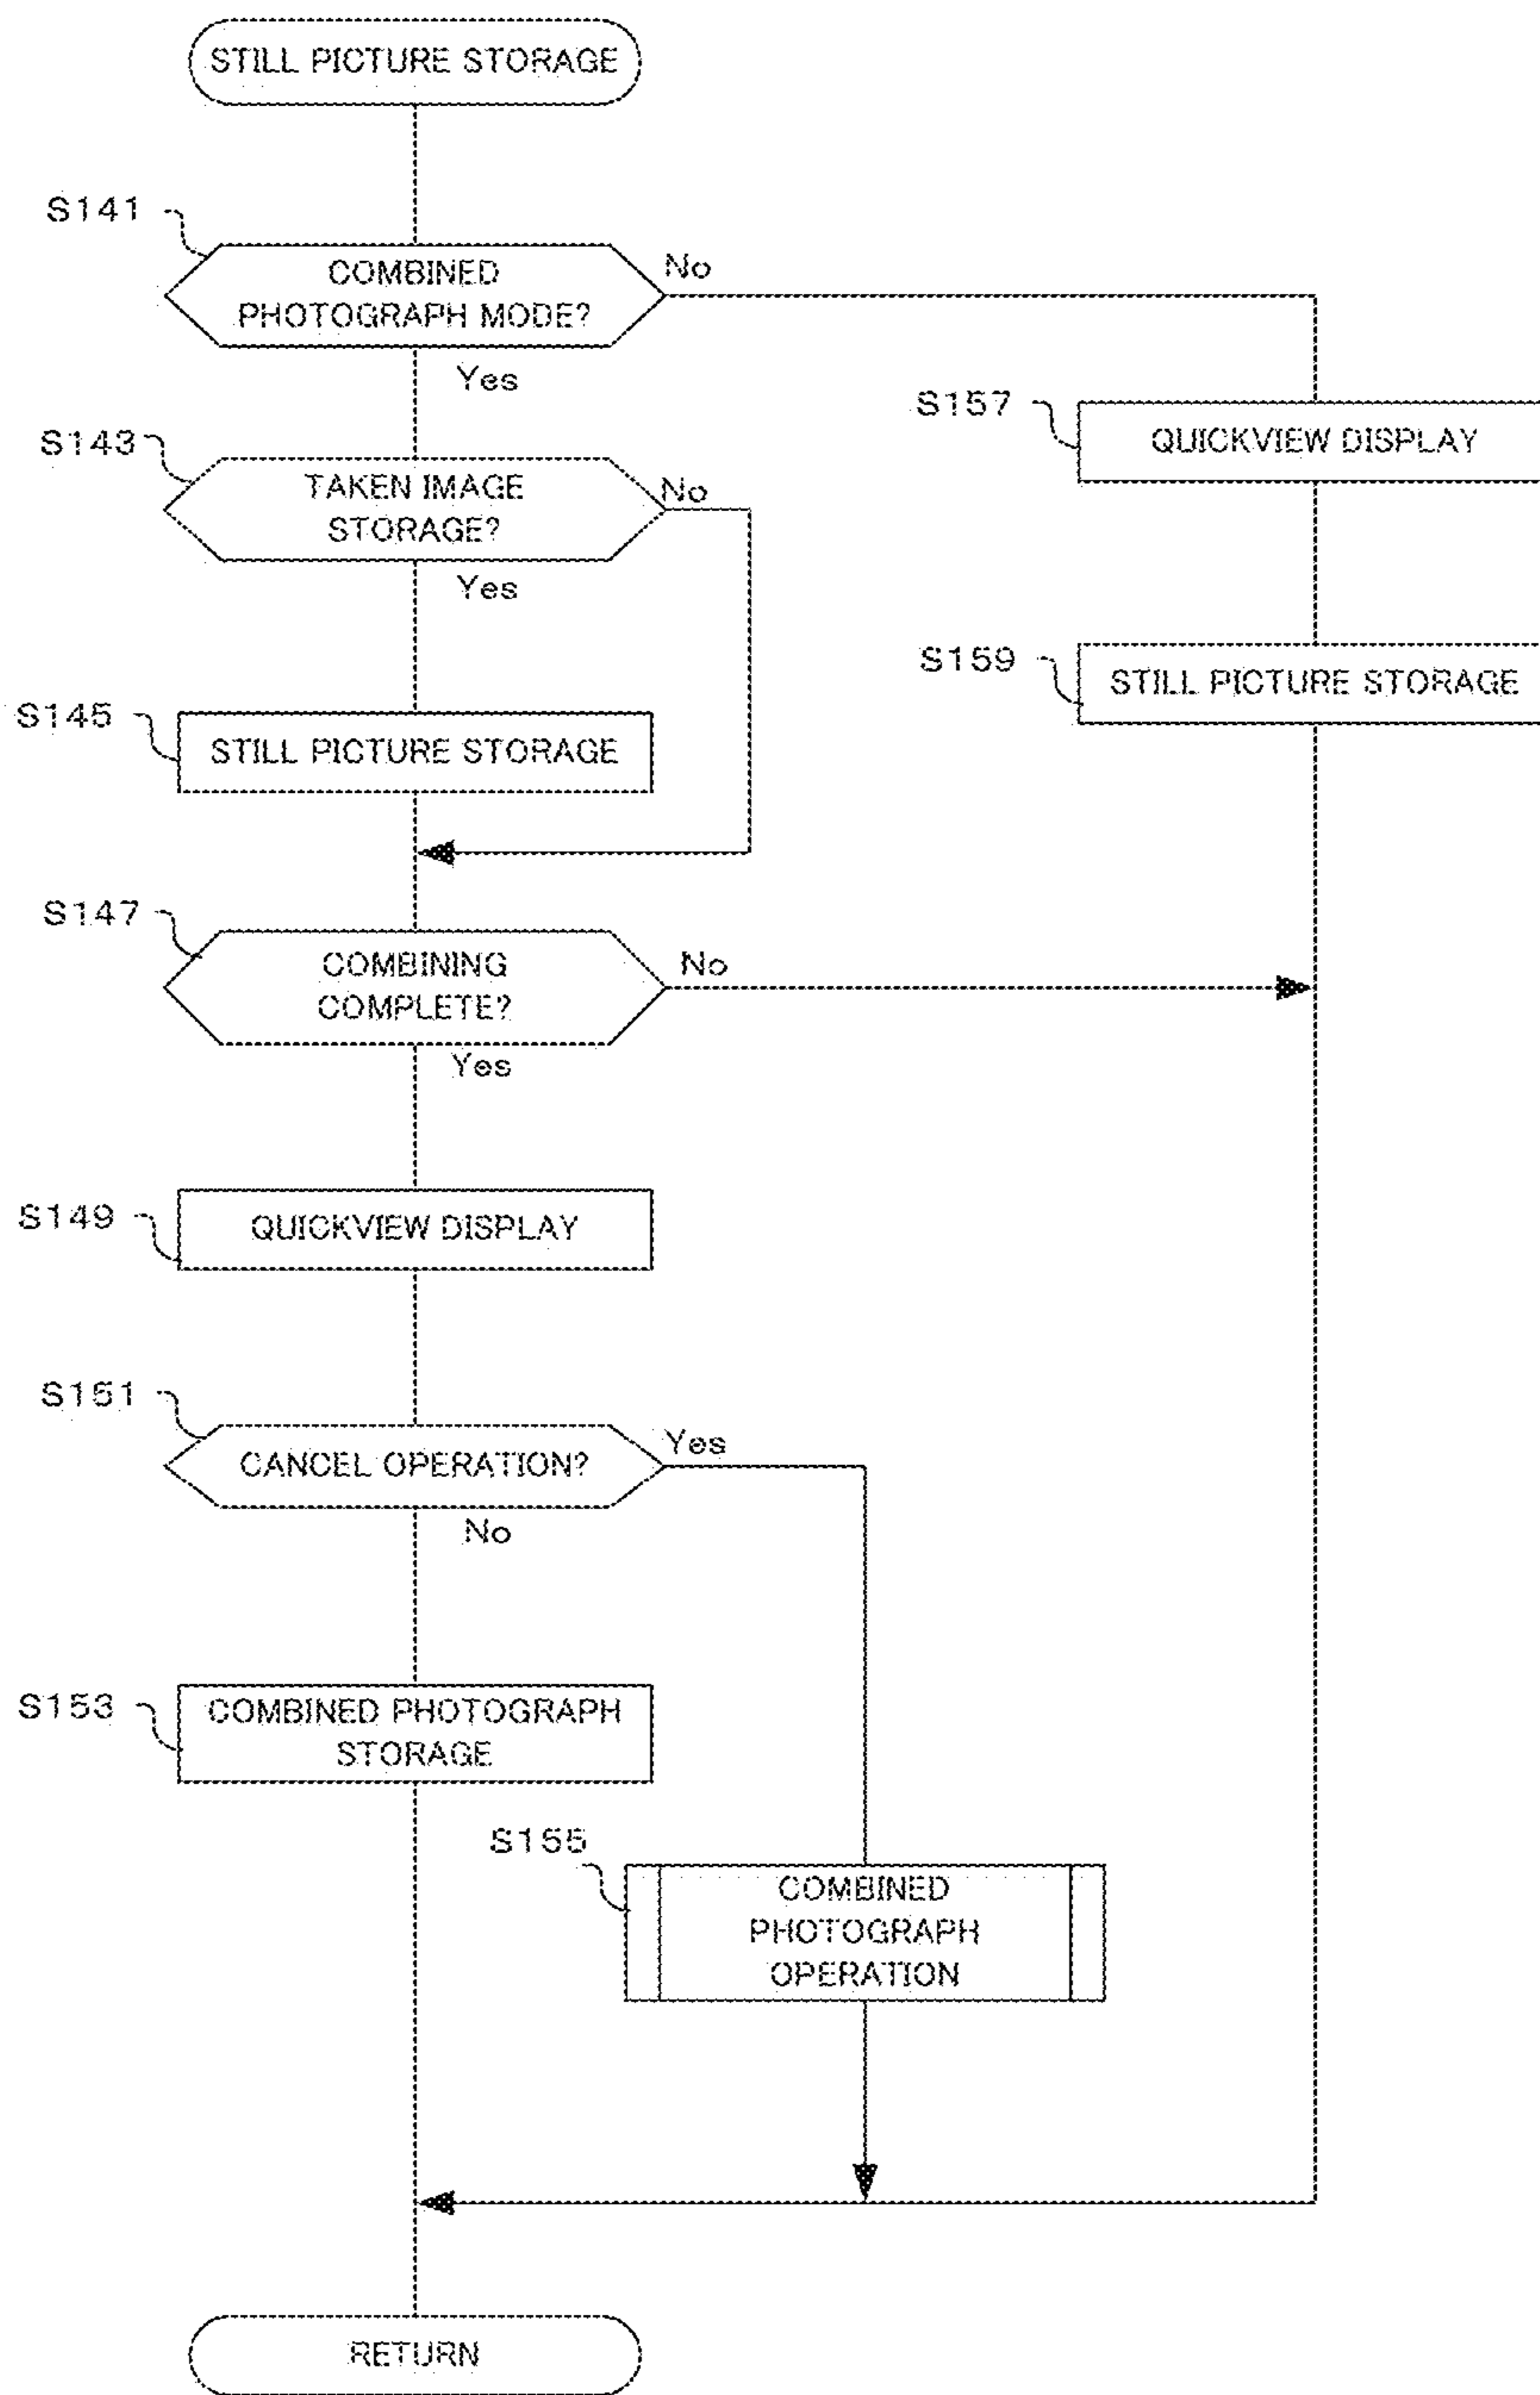 STILL PICTURE STORAGE
S141
COMBINED
PHOTOGRAPH MODE?
No
Yes
S157
QUICKVIEW DISPLAY
S143
TAKEN IMAGE
STORAGE?
No
Yes
S159
STILL PICTURE STORAGE
S145
STILL PICTURE STORAGE
S147
COMBINING
COMPLETE?
No
Yes
S149
QUICKVIEW DISPLAY
S151
CANCEL OPERATION?
Yes
No
S153
COMBINED PHOTOGRAPH
STORAGE
S155
COMBINED
PHOTOGRAPH
OPERATION
RETURN